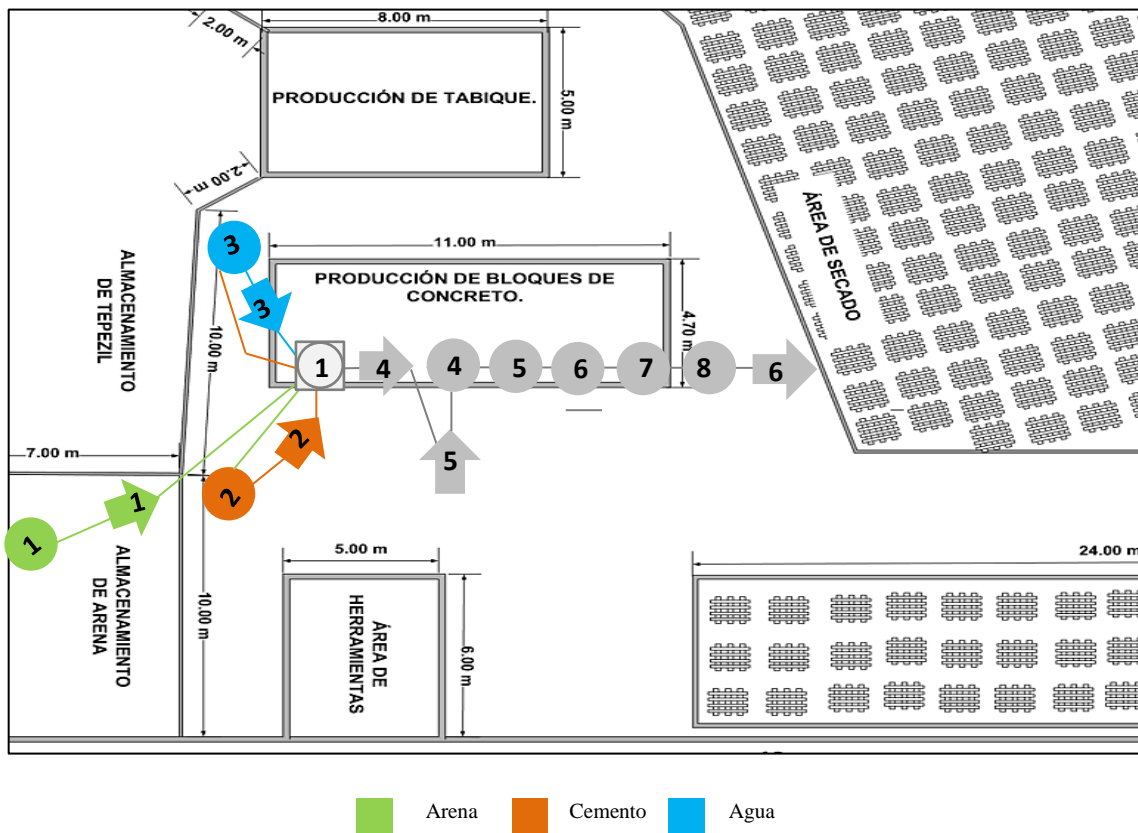 8.00 m
2.00 m
PRODUCCIÓN DE TABIQUE.
5.00 m
2.00 m
ÁREA DE SECADO
ALMACENAMIENTO
DE TEPEZIL
10.00 m
3
3
11.00 m
PRODUCCIÓN DE BLOQUES DE
CONCRETO.
4.70 m
1
4
4
5
6
7
8
6
5
7.00 m
2
2
1
1
ALMACENAMIENTO
DE ARENA
10.00 m
5.00 m
ÁREA DE
HERRAMIENTAS
6.00 m
24.00 m
Arena
Cemento
Agua